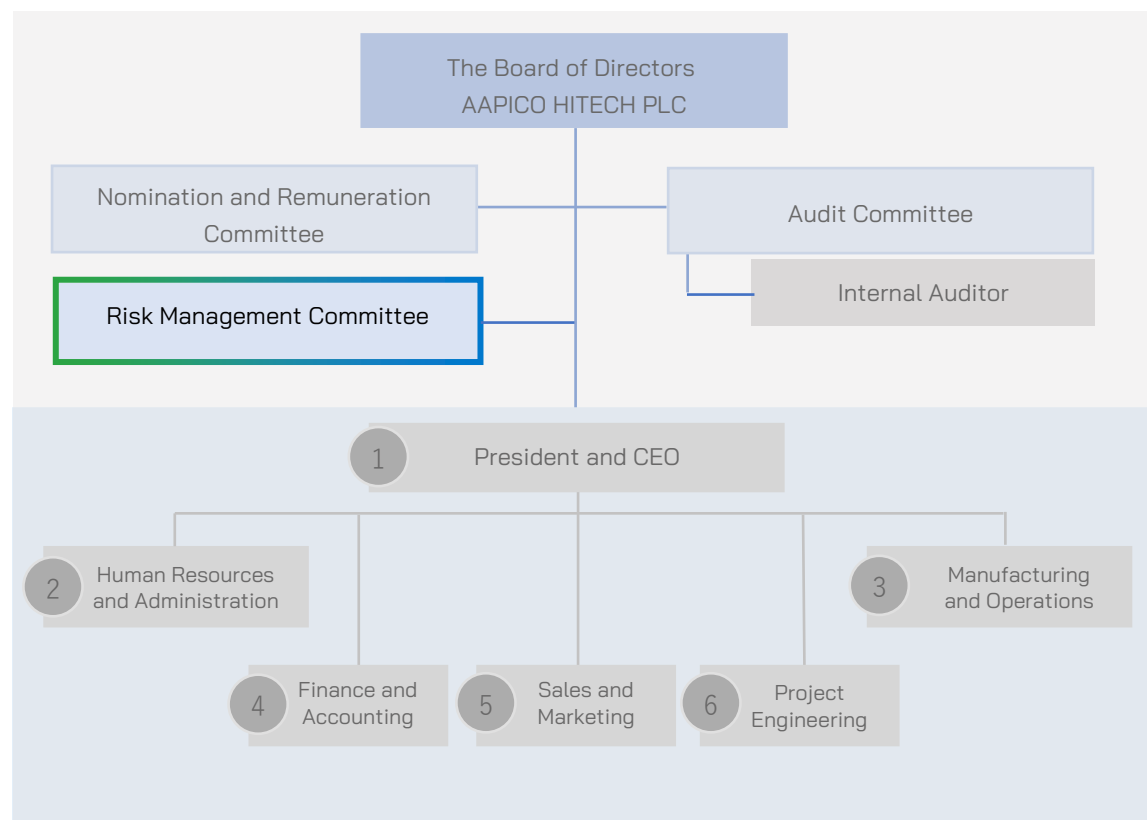 The Board of Directors
AAPICO HITECH PLC
Nomination and Remuneration
Committee
Audit Committee
Risk Management Committee
Internal Auditor
1
President and CEO
2
Human Resources
and Administration
3
Manufacturing
and Operations
4
Finance and
Accounting
5
Sales and
Marketing
6
Project
Engineering